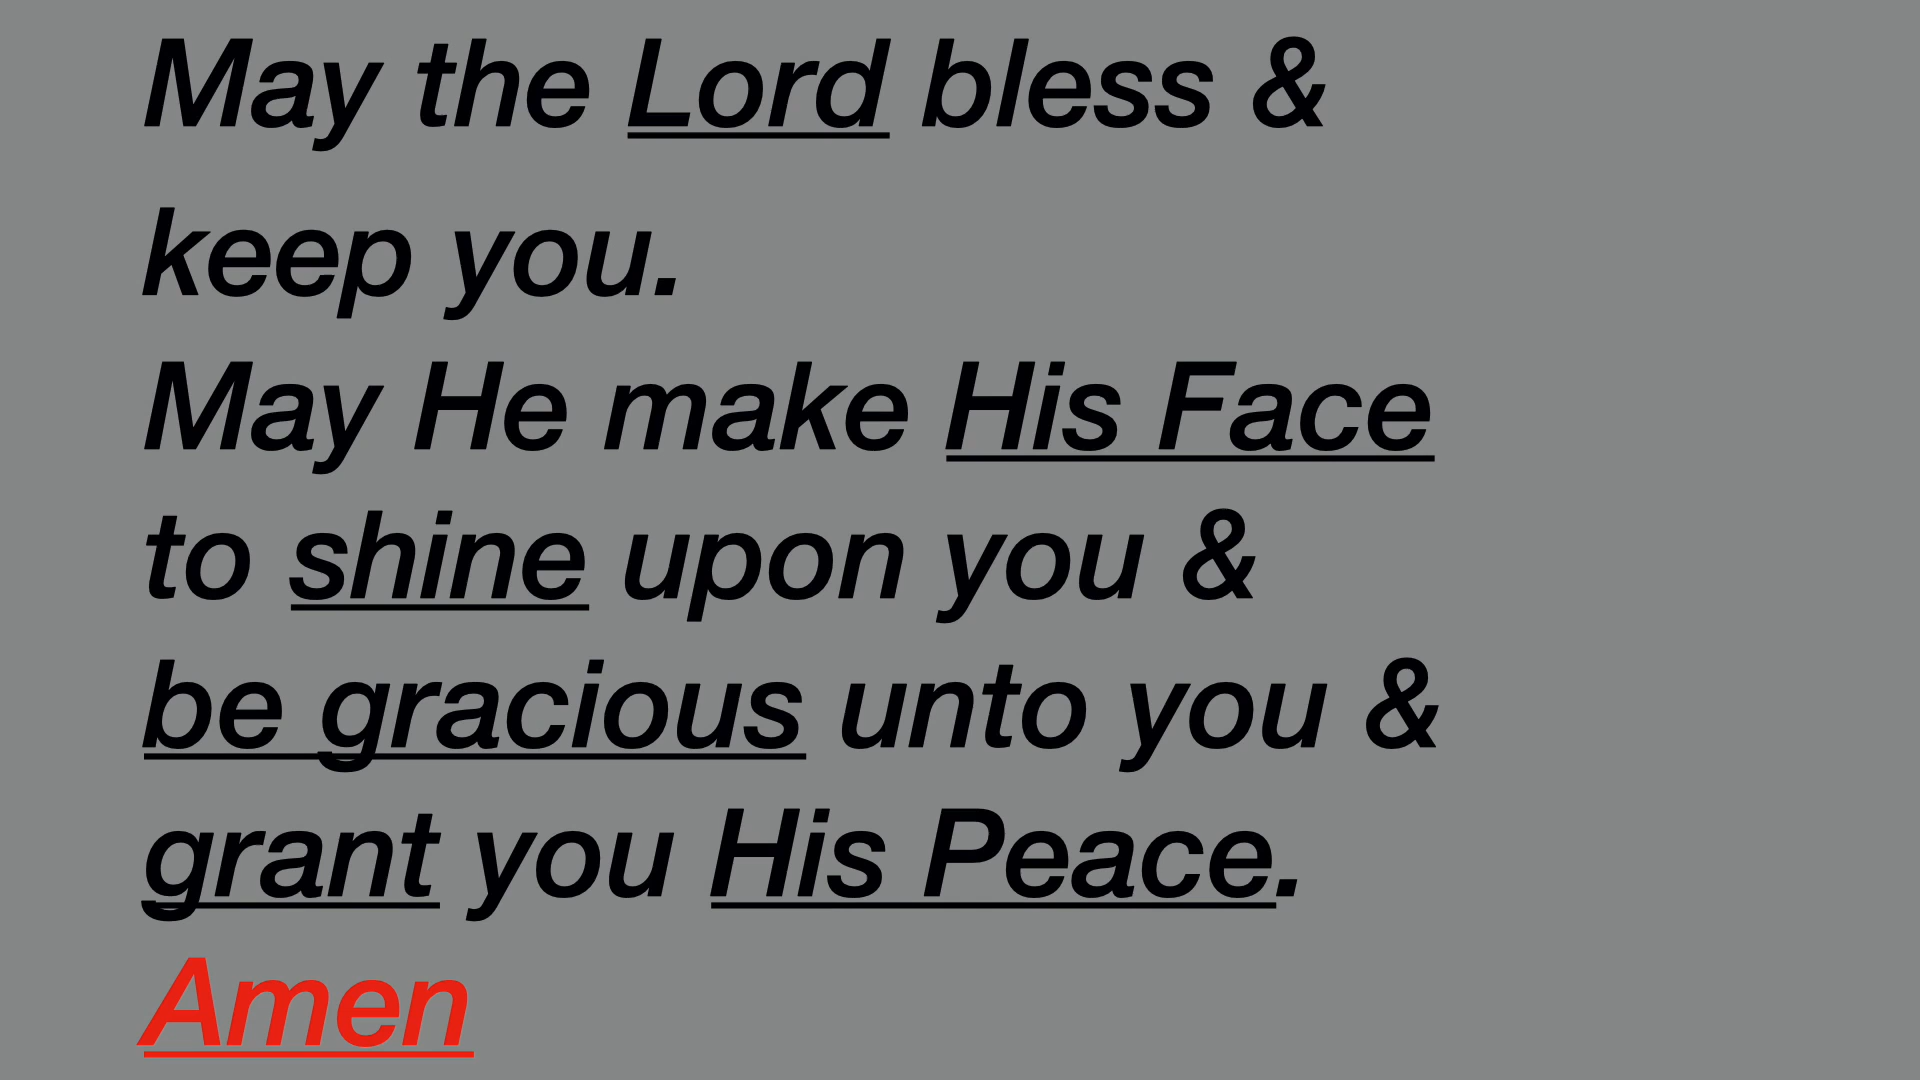 May the Lord bless &
keep you.
May He make His Face
to shine upon you &
be gracious unto you &
grant you His Peace.
Amen